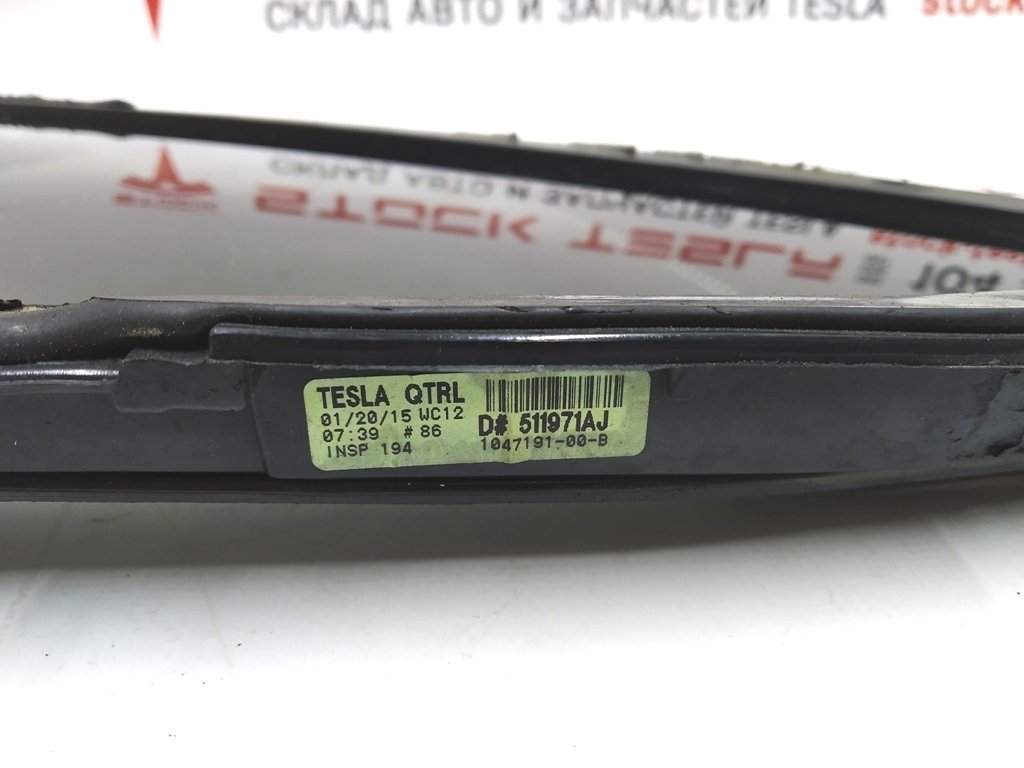 СКЛАД АВТО И ЗАПЧАСТЕЙ TESLA
STOCK
TESLA QTRL
01/20/15 WC12
07:39 #86
INSP 194
D# 511971AJ
1047191-00-B